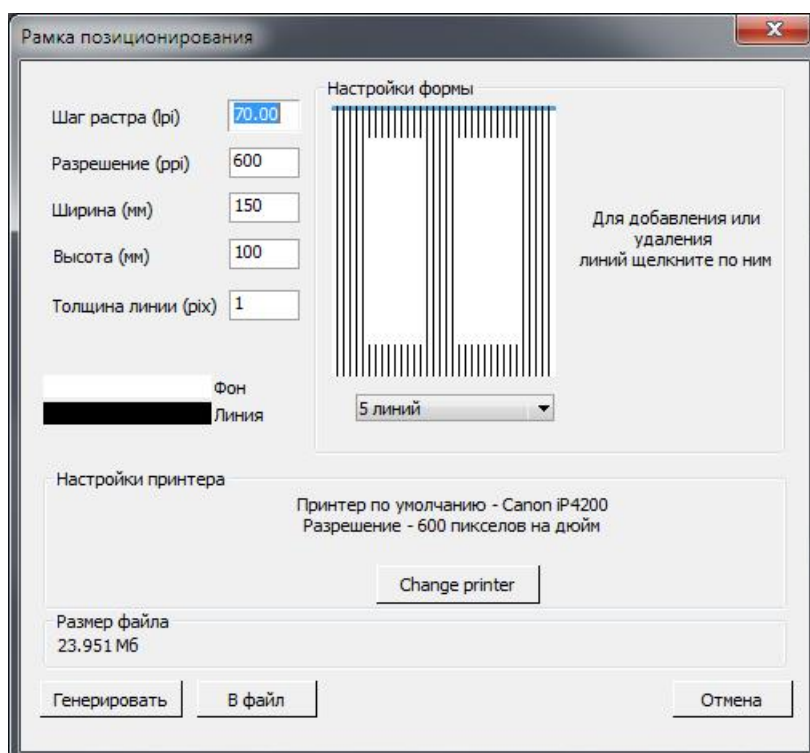 Рамка позиционирования
Шаг растра (lpi) 70.00
Разрешение (ppi) 600
Ширина (мм) 150
Высота (мм) 100
Толщина линии (pix) 1
Фон
Линия
Настройки формы
Для добавления или
удаления
линий щелкните по ним
5 линий
Настройки принтера
Принтер по умолчанию - Canon iP4200
Разрешение - 600 пикселов на дюйм
Change printer
Размер файла
23.951 Мб
Генерировать
В файл
Отмена